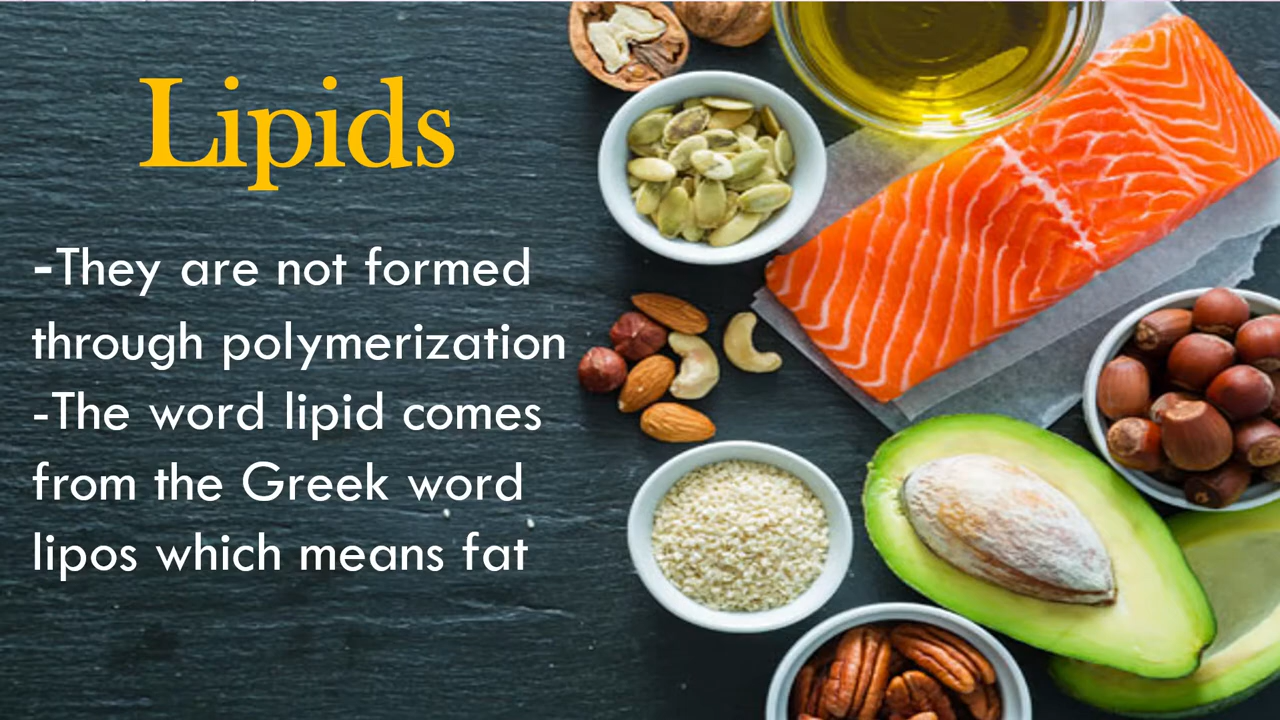 Lipids
-They are not formed
through polymerization
-The word lipid comes
from the Greek word
lipos which means fat